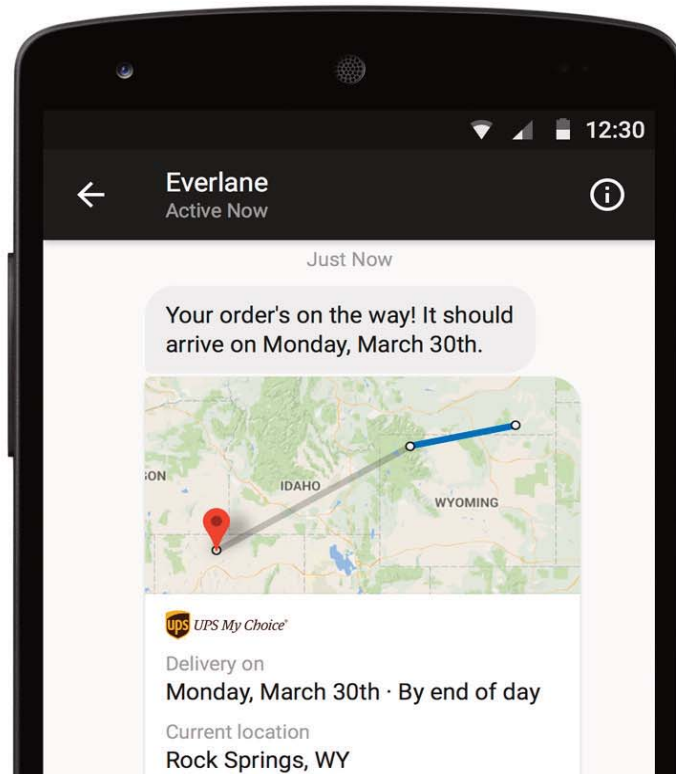 12:30
Everlane
Active Now
Just Now
Your order's on the way! It should
arrive on Monday, March 30th.
SON
IDAHO
WYOMING
ups UPS My Choice®
Delivery on
Monday, March 30th · By end of day
Current location
Rock Springs, WY